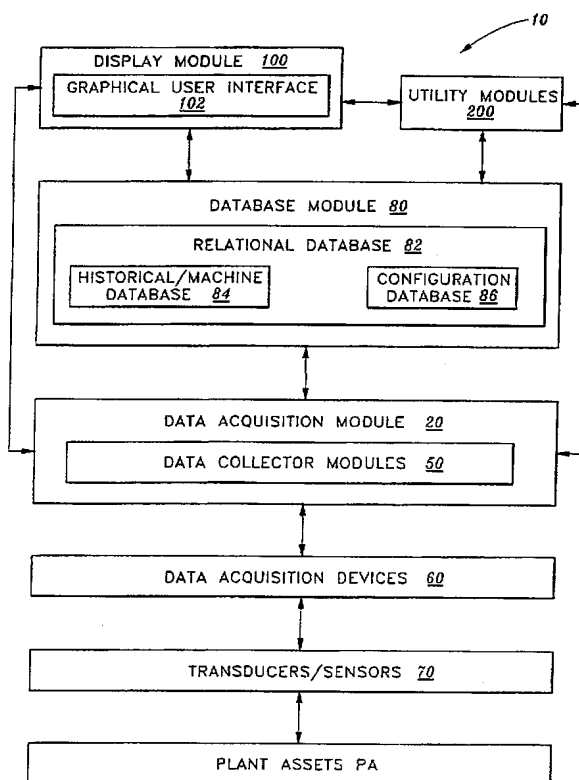 10
DISPLAY MODULE 100
GRAPHICAL USER INTERFACE
102
UTILITY MODULES
200
DATABASE MODULE 80
RELATIONAL DATABASE 82
HISTORICAL/MACHINE
DATABASE 84
CONFIGURATION
DATABASE 86
DATA ACQUISITION MODULE 20
DATA COLLECTOR MODULES 50
DATA ACQUISITION DEVICES 60
TRANSDUCERS/SENSORS 70
PLANT ASSETS PA